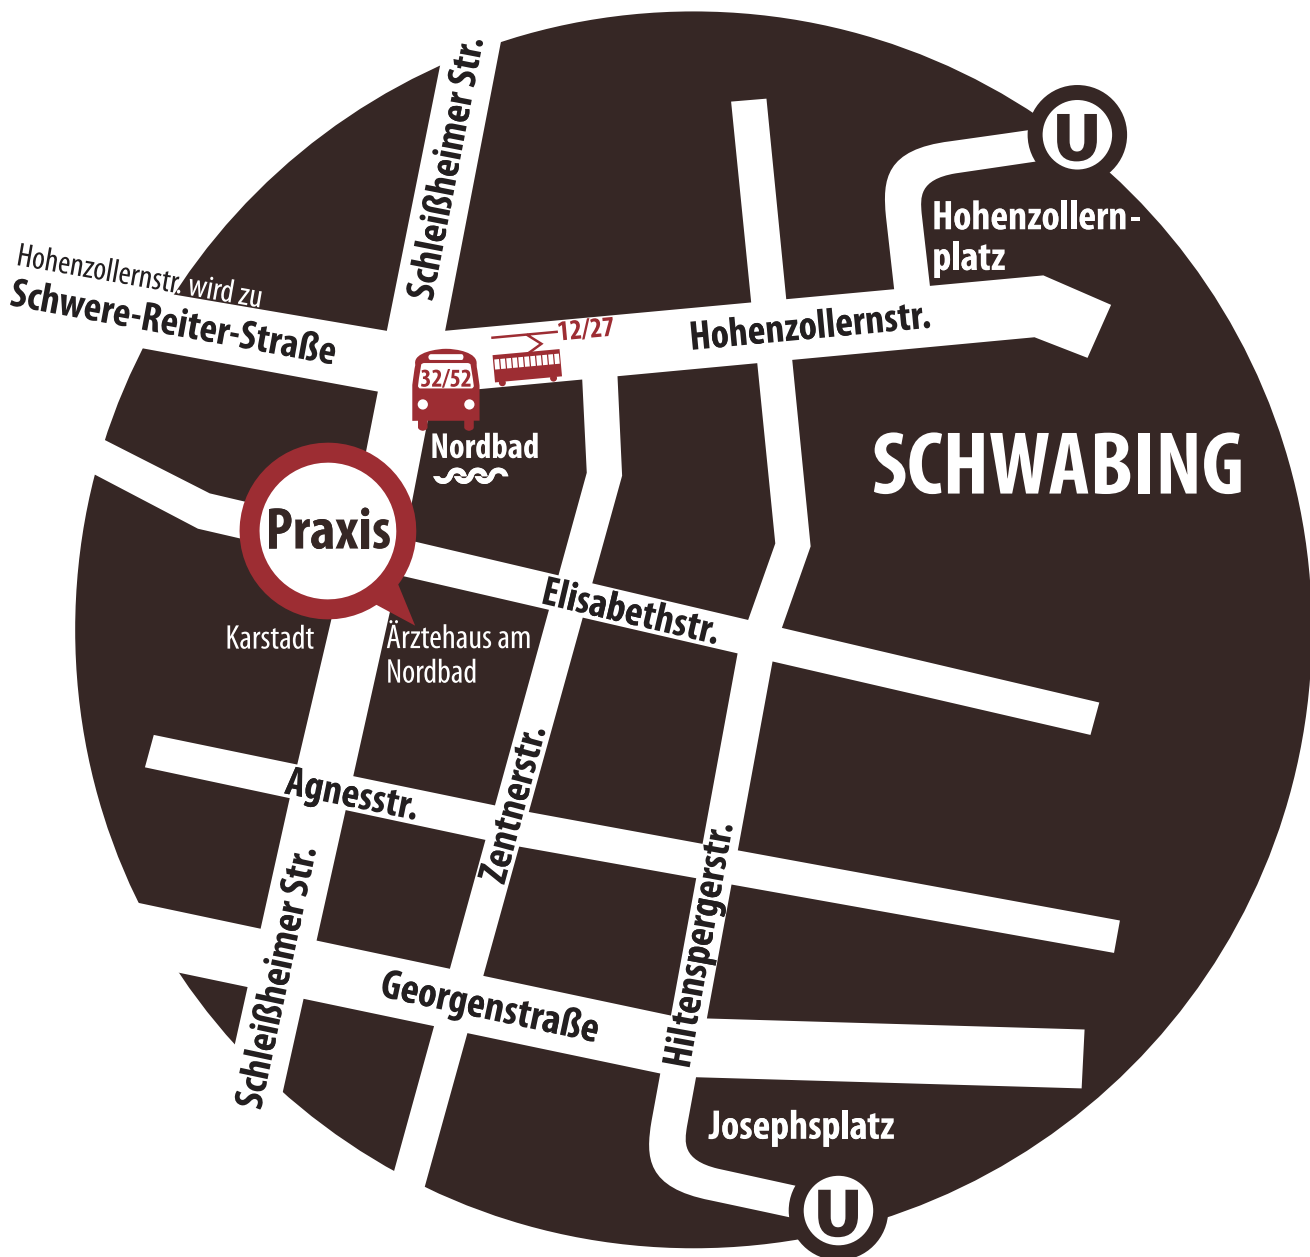 Schleißheimer Str.
U
Hohenzollern-
platz
Hohenzollernstr. wird zu
Schwere-Reiter-Straße
12/27
Hohenzollernstr.
32/52
Nordbad
SCHWABING
Praxis
Elisabethstr.
Karstadt
Ärztehaus am
Nordbad
Agnesstr.
Zentnerstr.
Hiltenspergerstr.
Schleißheimer Str.
Georgenstraße
Josephsplatz
U